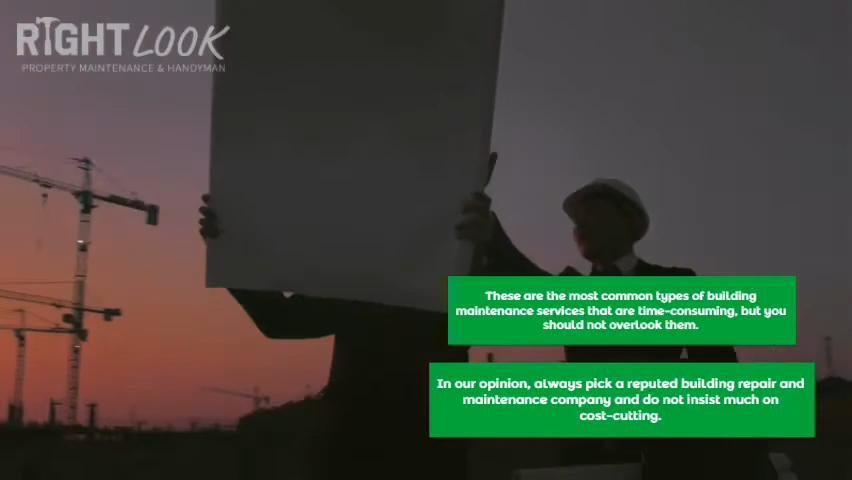 RIGHT LOOK
PROPERTY MAINTENANCE & HANDYMAN
These are the most common types of building
maintenance services that are time-consuming, but you
should not overlook them.
In our opinion, always pick a reputed building repair and
maintenance company and do not insist much on
cost-cutting.